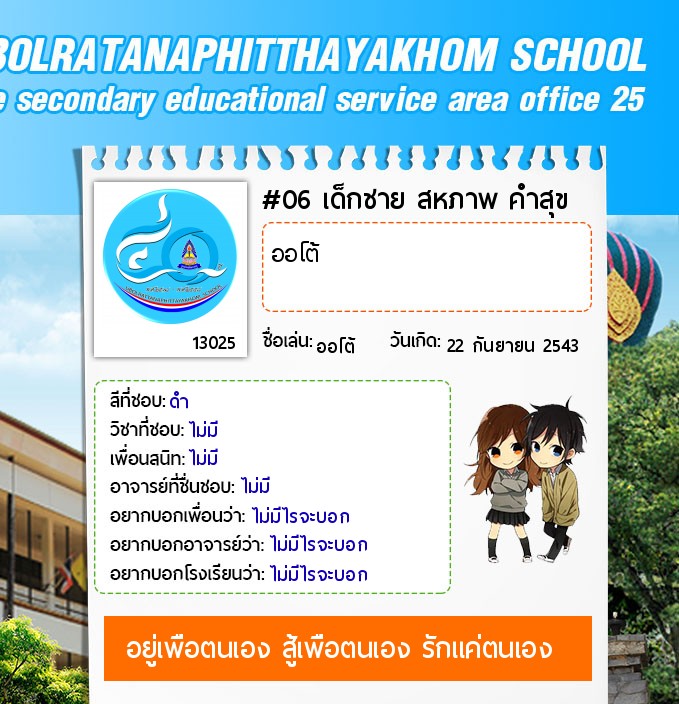 BOLRATANAPHITTHAYAKHOM SCHOOL
secondary educational service area office 25
#06 เด็กชาย สหภาพ คำสุข
ออโต้
13025
ชื่อเล่น: ออโต้ วันเกิด: 22 กันยายน 2543
สีที่ชอบ: ดำ
วิชาที่ชอบ: ไม่มี
เพื่อนสนิท: ไม่มี
อาจารย์ที่ชื่นชอบ: ไม่มี
อยากบอกเพื่อนว่า: ไม่มีไรจะบอก
อยากบอกอาจารย์ว่า: ไม่มีไรจะบอก
อยากบอกโรงเรียนว่า: ไม่มีไรจะบอก
อยู่เพื่อตนเอง สู้เพื่อตนเอง รักแค่ตนเอง